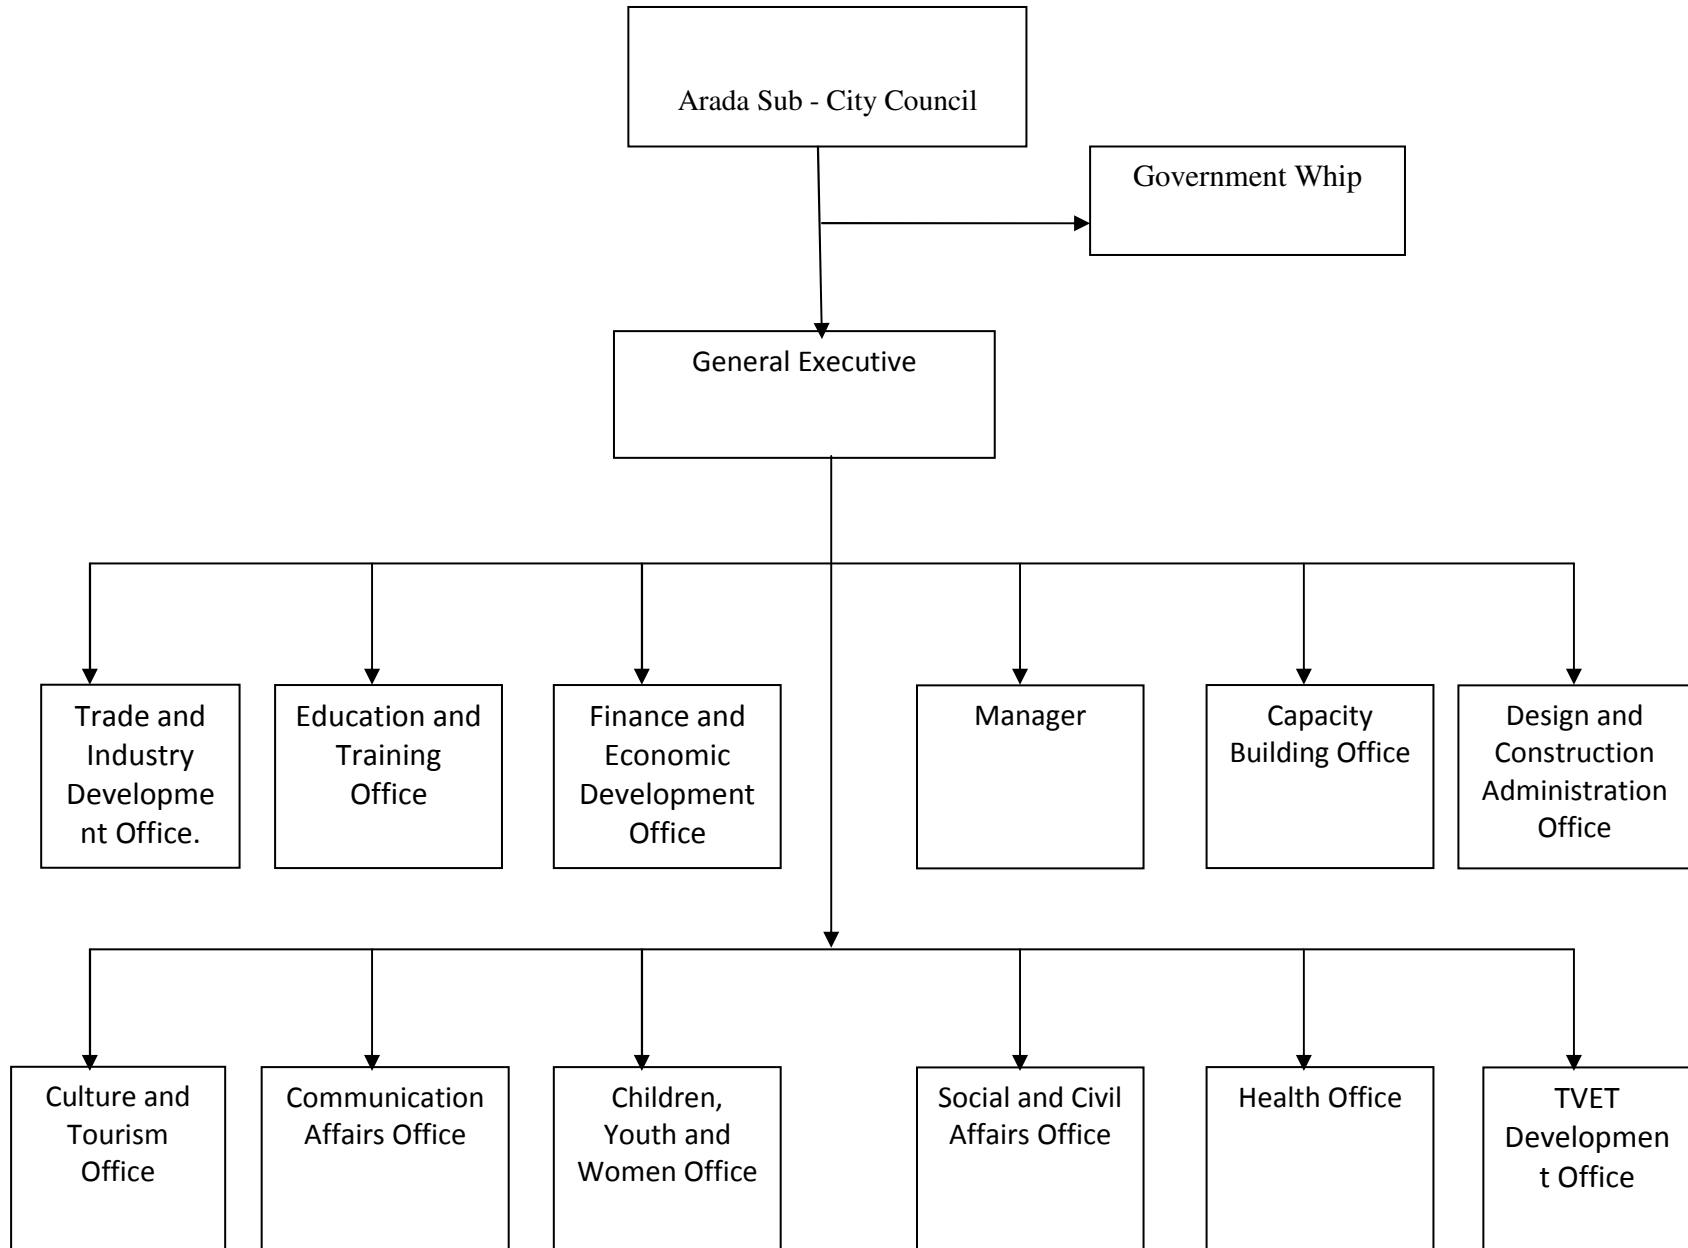 Arada Sub - City Council
Government Whip
General Executive
Trade and
Industry
Developme
nt Office.
Education and
Training
Office
Finance and
Economic
Development
Office
Manager
Capacity
Building Office
Design and
Construction
Administration
Office
Culture and
Tourism
Office
Communication
Affairs Office
Children,
Youth and
Women Office
Social and Civil
Affairs Office
Health Office
TVET
Developmen
t Office